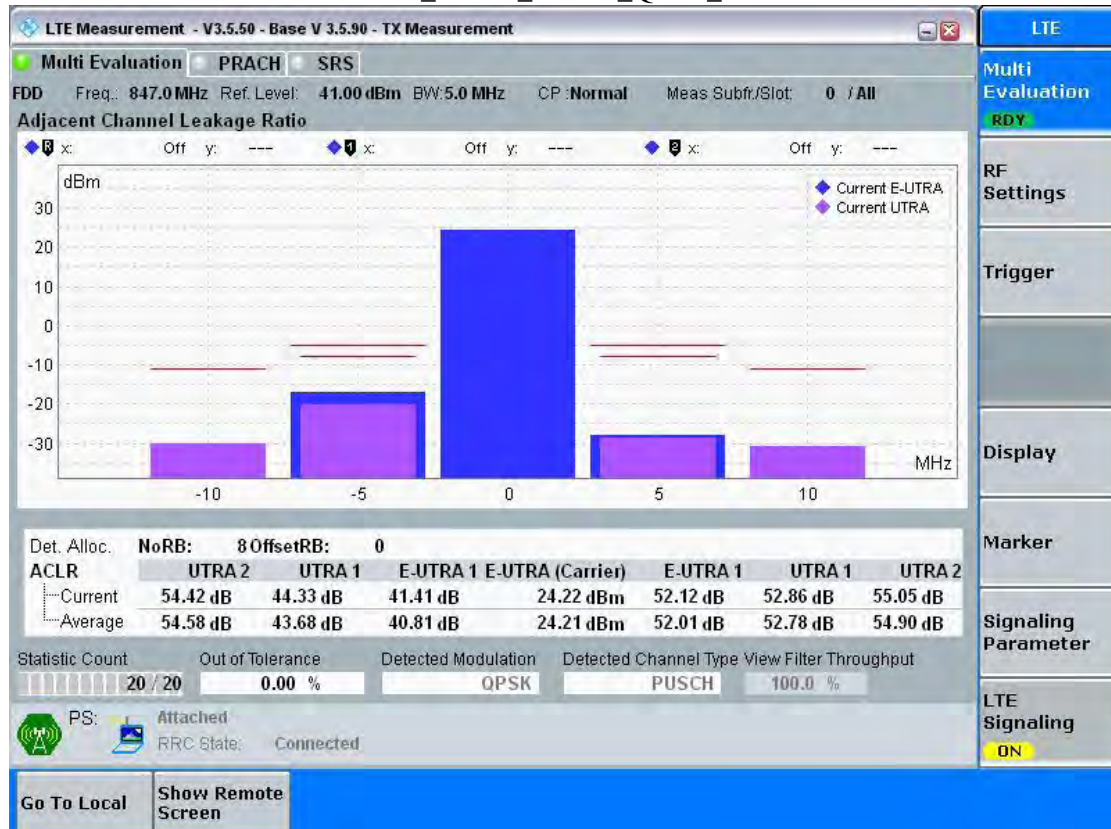 LTE Measurement - V3.5.50 - Base V 3.5.90 - TX Measurement
Multi Evaluation PRACH SRS
FDD Freq.: 847.0 MHz Ref. Level: 41.00 dBm BW: 5.0 MHz CP : Normal Meas Subfr./Slot: 0 / All
Adjacent Channel Leakage Ratio
R x: Off y: --- 1 x: Off y: --- 2 x: Off y: ---
dBm
Current E-UTRA
Current UTRA
30
20
10
0
-10
-20
-30
MHz
-10 -5 0 5 10
Det. Alloc. NoRB: 8 OffsetRB: 0
ACLR UTRA 2 UTRA 1 E-UTRA 1 E-UTRA (Carrier) E-UTRA 1 UTRA 1 UTRA 2
Current 54.42 dB 44.33 dB 41.41 dB 24.22 dBm 52.12 dB 52.86 dB 55.05 dB
Average 54.58 dB 43.68 dB 40.81 dB 24.21 dBm 52.01 dB 52.78 dB 54.90 dB
Statistic Count Out of Tolerance Detected Modulation Detected Channel Type View Filter Throughput
20 / 20 0.00 % QPSK PUSCH 100.0 %
PS: Attached
RRC State: Connected
Go To Local
Show Remote
Screen
LTE
Multi
Evaluation
RDY
RF
Settings
Trigger
Display
Marker
Signaling
Parameter
LTE
Signaling
ON